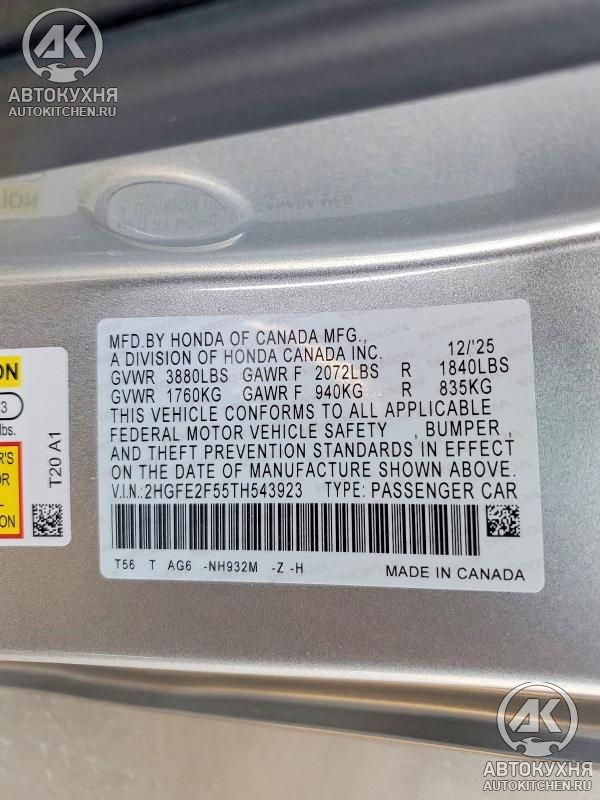 АК
АВТОКУХНЯ
AUTOKITCHEN.RU
MFD.BY HONDA OF CANADA MFG.,
A DIVISION OF HONDA CANADA INC. 12/'25
GVWR 3880LBS GAWR F 2072LBS R 1840LBS
GVWR 1760KG GAWR F 940KG R 835KG
THIS VEHICLE CONFORMS TO ALL APPLICABLE
FEDERAL MOTOR VEHICLE SAFETY , BUMPER ,
AND THEFT PREVENTION STANDARDS IN EFFECT
ON THE DATE OF MANUFACTURE SHOWN ABOVE.
V.I.N.:2HGFE2F55TH543923 TYPE: PASSENGER CAR
T56 T AG6 -NH932M -Z -H
MADE IN CANADA
T20 A1
АК
АВТОКУХНЯ
AUTOKITCHEN.RU